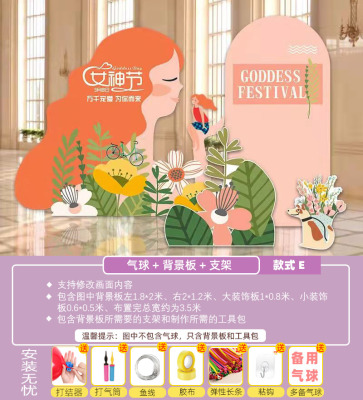 女神节
万千宠爱 为您而来
GODDESS
FESTIVAL
气球+背景板+支架
款式 E
支持修改画面内容
包含图中背景板左1.8*2米、右2*1.2米、大装饰板1*0.8米、小装饰
板0.6*0.5米、布置完总宽约为3.5米
包含背景板所需要的支架和制作所需的工具包
温馨提示：图中不包含气球，只含背景板和工具包
安装无忧
送 送 送 送 送 送 送
备用
气球
打结器 打气筒 鱼线 胶布 弹性长条 粘钩 多备气球